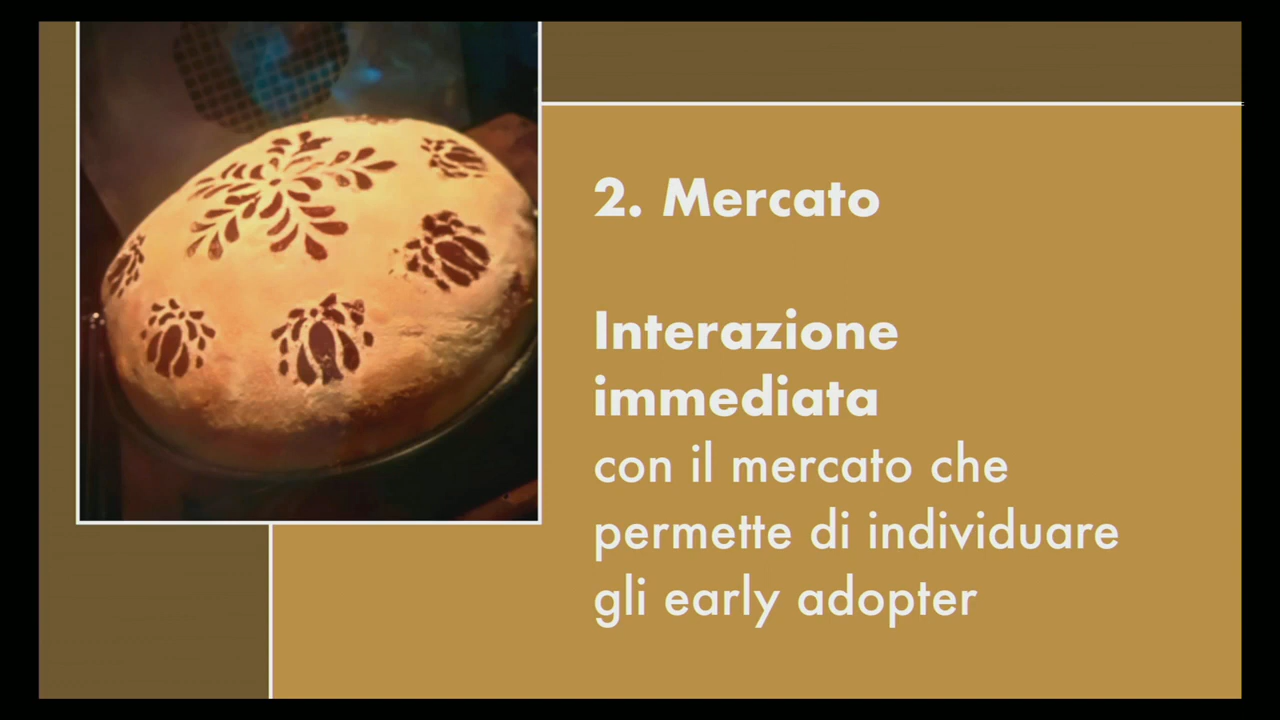 2. Mercato
Interazione
immediata
con il mercato che
permette di individuare
gli early adopter